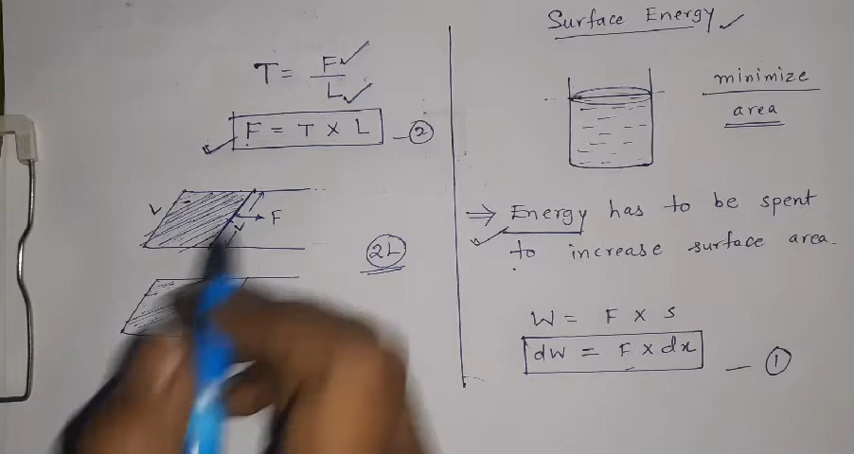 T = F / L
F = T × L — ②
F
2L
Surface Energy
minimize
area
⇒ Energy has to be spent
to increase surface area.
W = F × s
dW = F × dx — ①